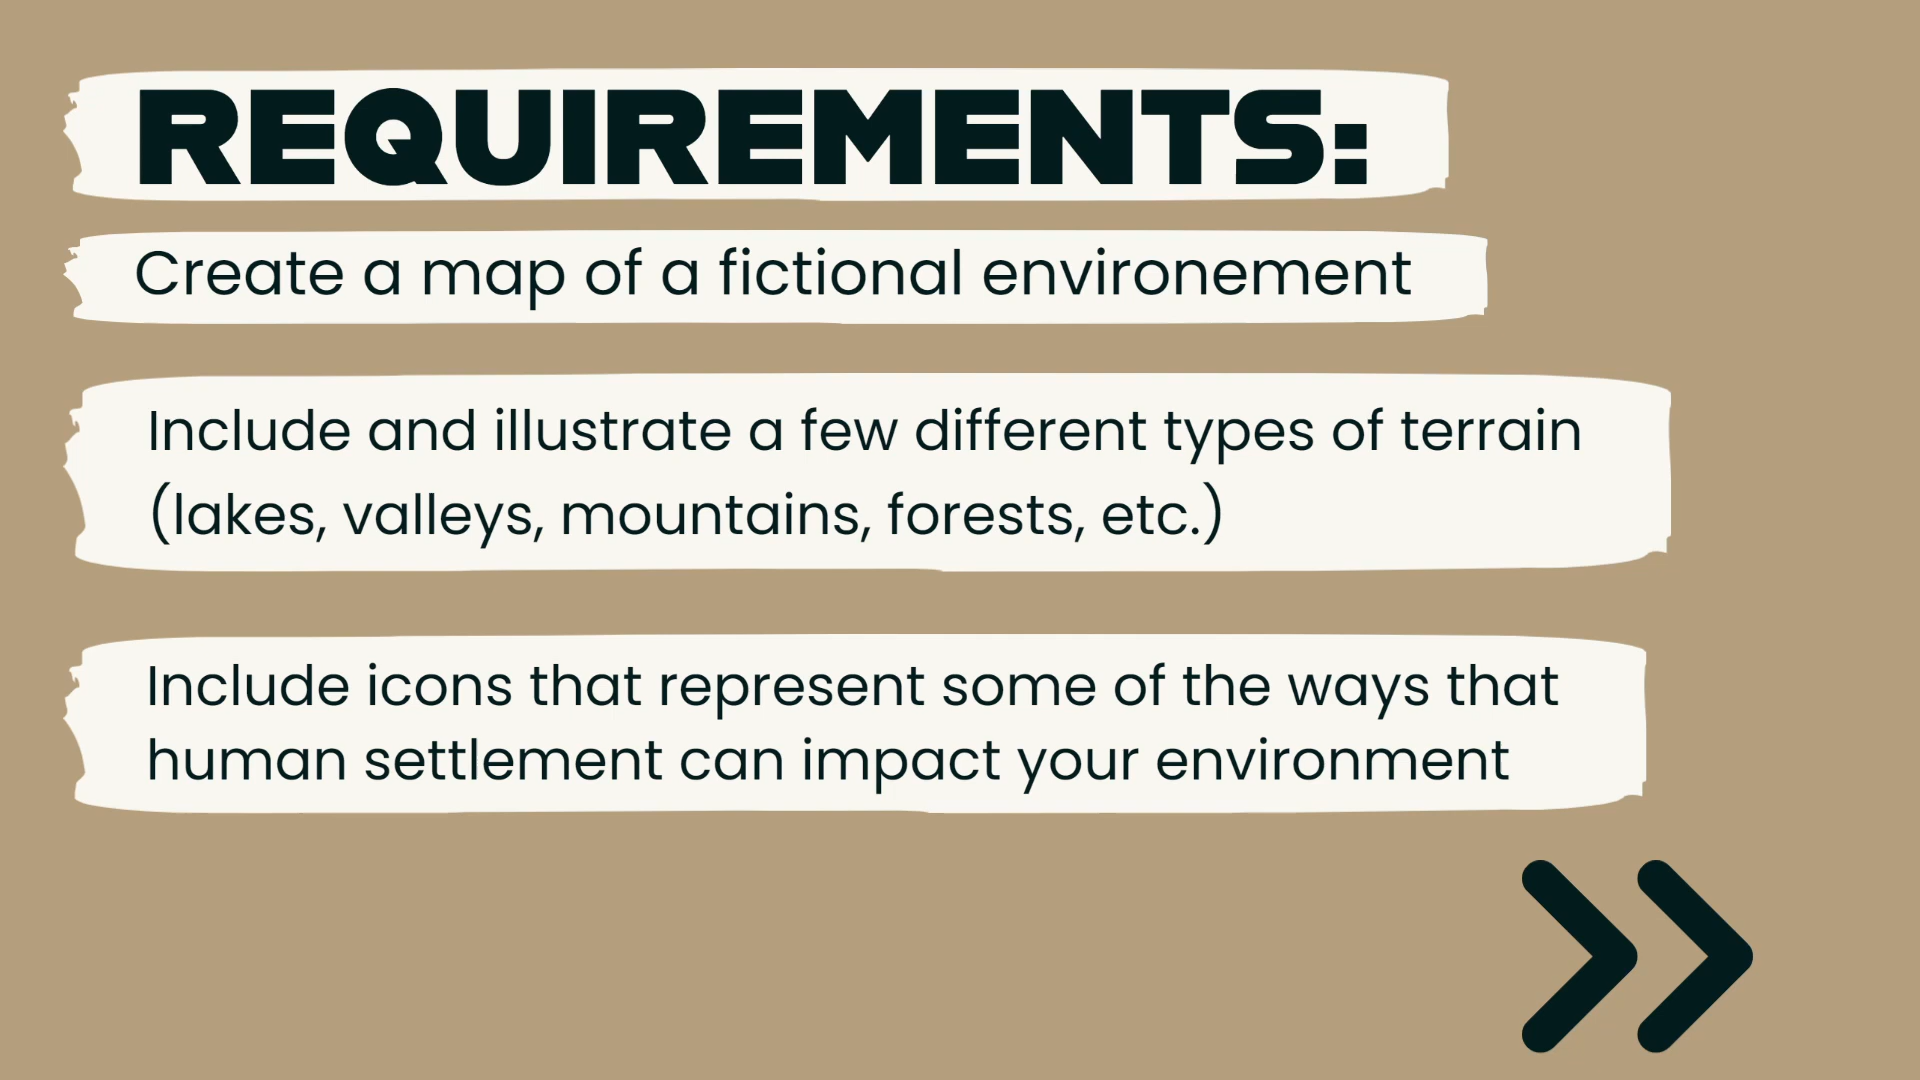 REQUIREMENTS:
Create a map of a fictional environement
Include and illustrate a few different types of terrain
(lakes, valleys, mountains, forests, etc.)
Include icons that represent some of the ways that
human settlement can impact your environment